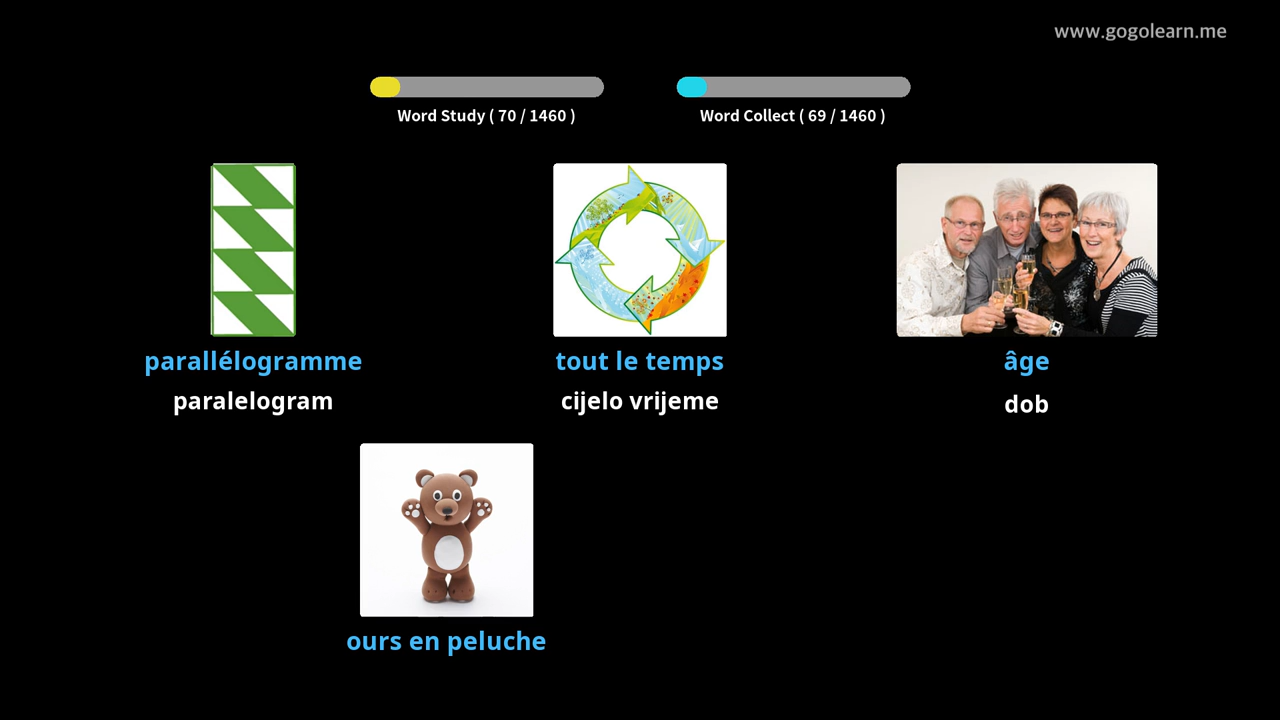 www.gogolearn.me
Word Study ( 70 / 1460 )
Word Collect ( 69 / 1460 )
parallélogramme
tout le temps
âge
paralelogram
cijelo vrijeme
dob
ours en peluche